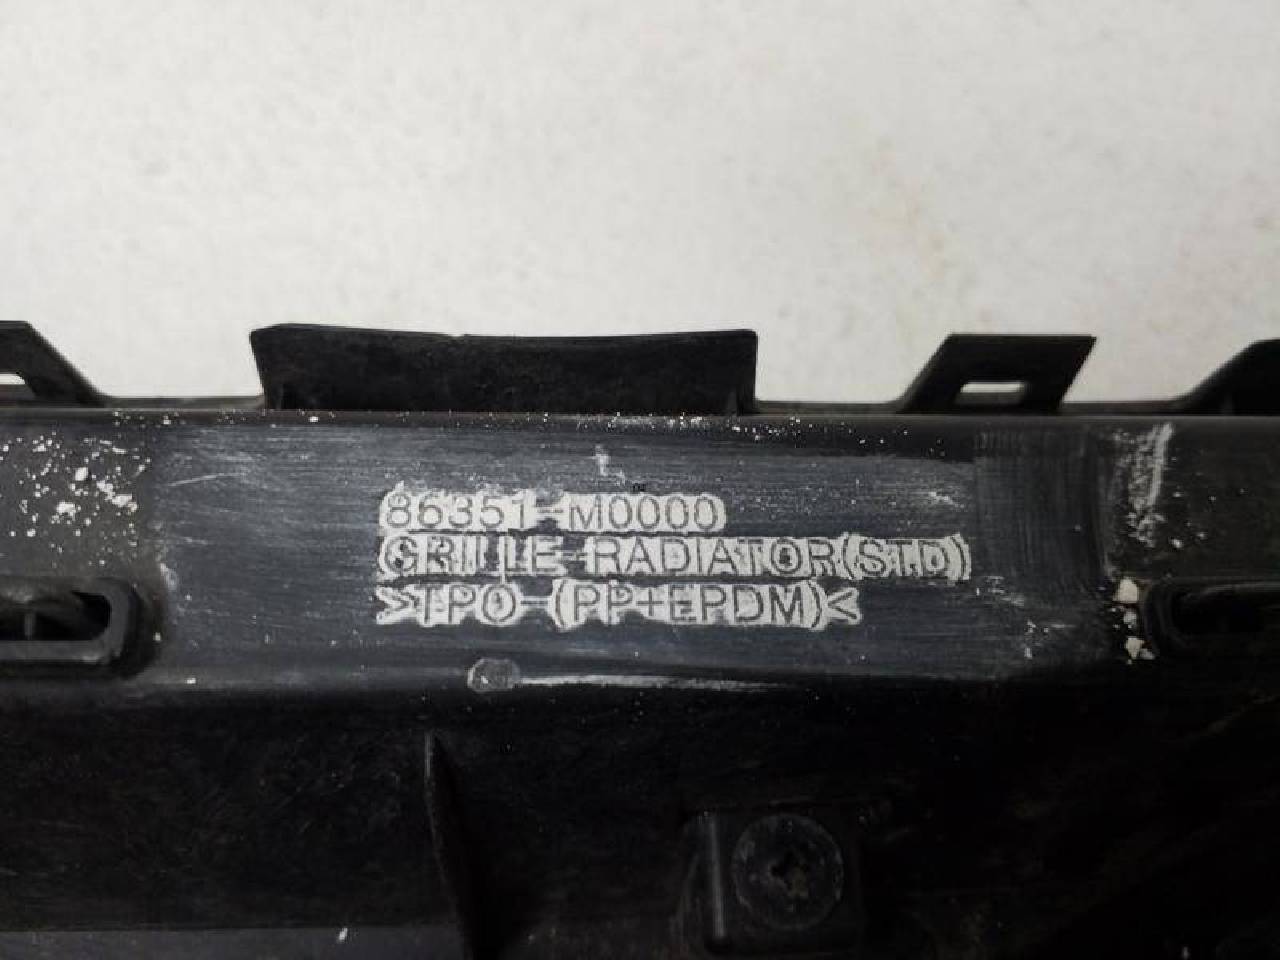 86351-M0000
GRILLE-RADIATOR(STD)
>TPO-(PP+EPDM)<